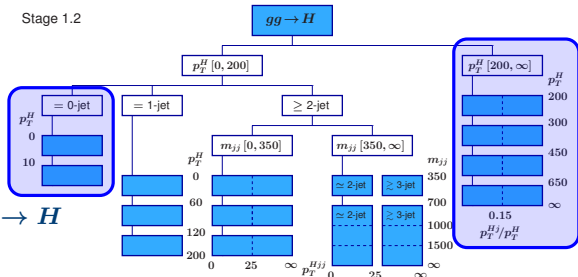 Stage 1.2
gg → H
p_T^H [0, 200]
p_T^H [200, ∞]
= 0-jet
= 1-jet
≥ 2-jet
p_T^H
0
10
m_jj [0, 350]
m_jj [350, ∞]
p_T^H
0
60
120
200
0
25
∞
p_T^Hjj
≃ 2-jet
≥ 3-jet
≃ 2-jet
≥ 3-jet
0
25
∞
m_jj
350
700
1000
1500
∞
p_T^H
200
300
450
650
∞
0.15
p_T^Hj/p_T^H
→ H